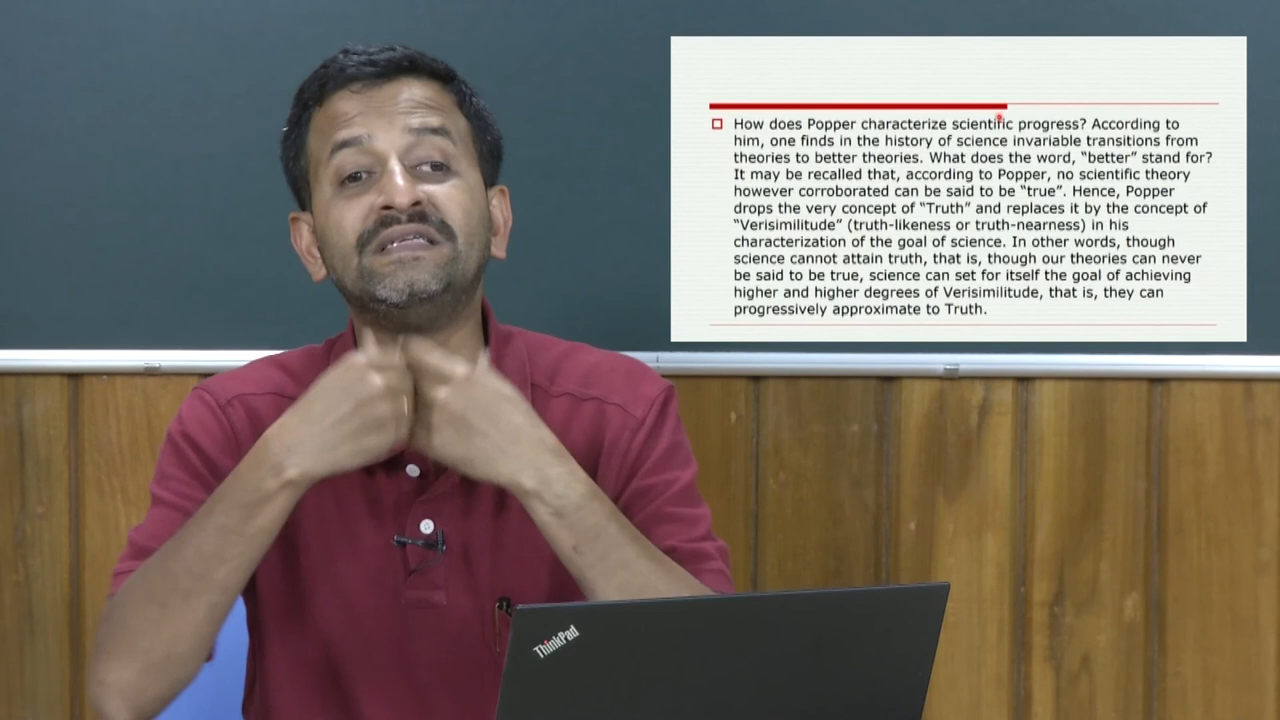 How does Popper characterize scientific progress? According to
him, one finds in the history of science invariable transitions from
theories to better theories. What does the word, “better” stand for?
It may be recalled that, according to Popper, no scientific theory
however corroborated can be said to be “true”. Hence, Popper
drops the very concept of “Truth” and replaces it by the concept of
“Verisimilitude” (truth-likeness or truth-nearness) in his
characterization of the goal of science. In other words, though
science cannot attain truth, that is, though our theories can never
be said to be true, science can set for itself the goal of achieving
higher and higher degrees of Verisimilitude, that is, they can
progressively approximate to Truth.
ThinkPad